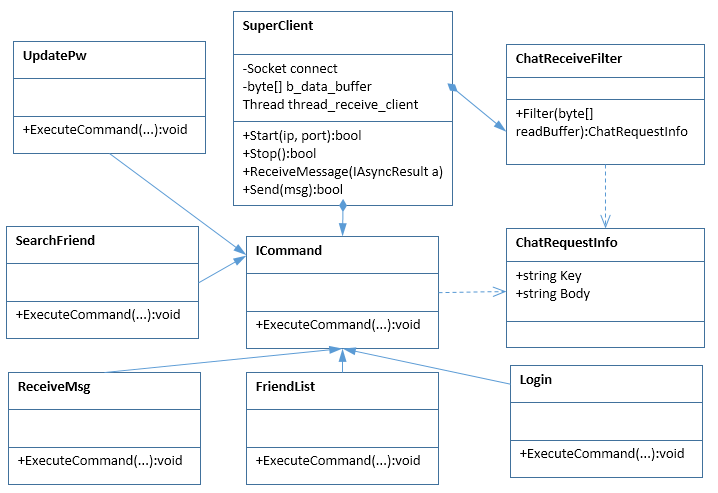 UpdatePw
+ExecuteCommand(...):void
SuperClient
-Socket connect
-byte[] b_data_buffer
Thread thread_receive_client
+Start(ip, port):bool
+Stop():bool
+ReceiveMessage(IAsyncResult a)
+Send(msg):bool
ChatReceiveFilter
+Filter(byte[]
readBuffer):ChatRequestInfo
SearchFriend
+ExecuteCommand(...):void
ICommand
+ExecuteCommand(...):void
ChatRequestInfo
+string Key
+string Body
ReceiveMsg
+ExecuteCommand(...):void
FriendList
+ExecuteCommand(...):void
Login
+ExecuteCommand(...):void